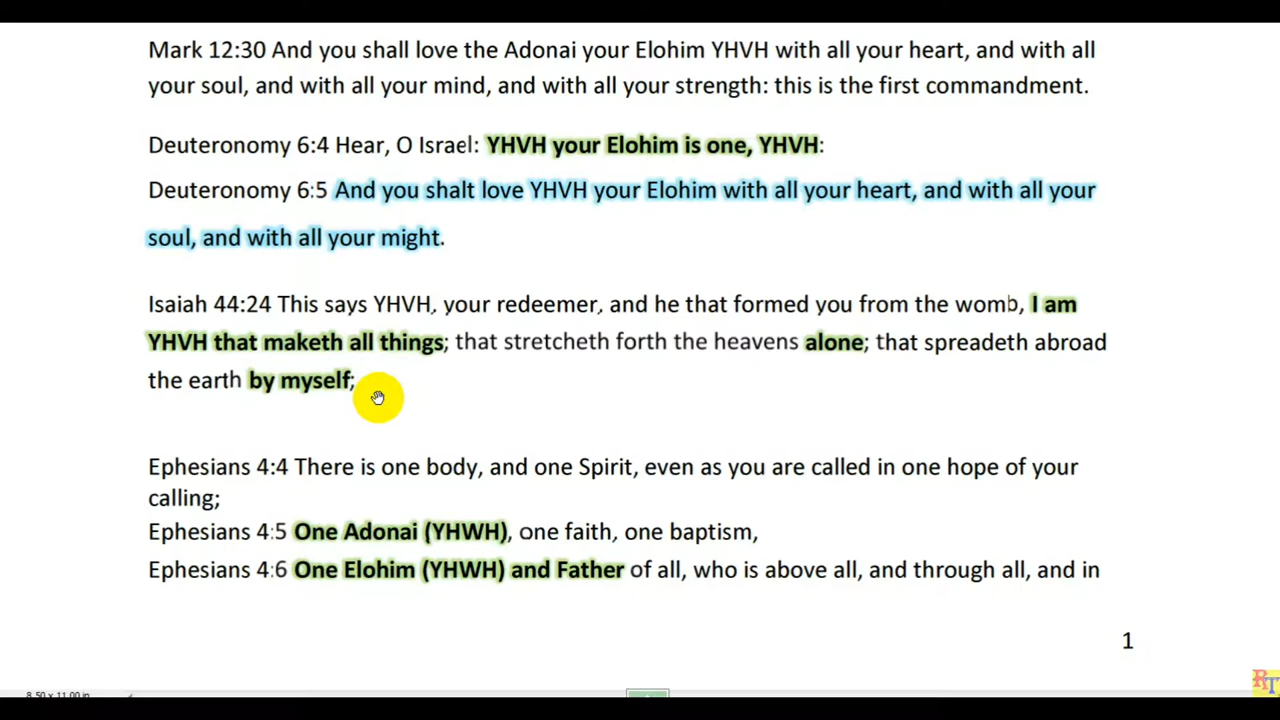 Mark 12:30 And you shall love the Adonai your Elohim YHVH with all your heart, and with all
your soul, and with all your mind, and with all your strength: this is the first commandment.
Deuteronomy 6:4 Hear, O Israel: YHVH your Elohim is one, YHVH:
Deuteronomy 6:5 And you shalt love YHVH your Elohim with all your heart, and with all your
soul, and with all your might.
Isaiah 44:24 This says YHVH, your redeemer, and he that formed you from the womb, I am
YHVH that maketh all things; that stretcheth forth the heavens alone; that spreadeth abroad
the earth by myself;
Ephesians 4:4 There is one body, and one Spirit, even as you are called in one hope of your
calling;
Ephesians 4:5 One Adonai (YHWH), one faith, one baptism,
Ephesians 4:6 One Elohim (YHWH) and Father of all, who is above all, and through all, and in
1
RT
8.50 x 11.00 in